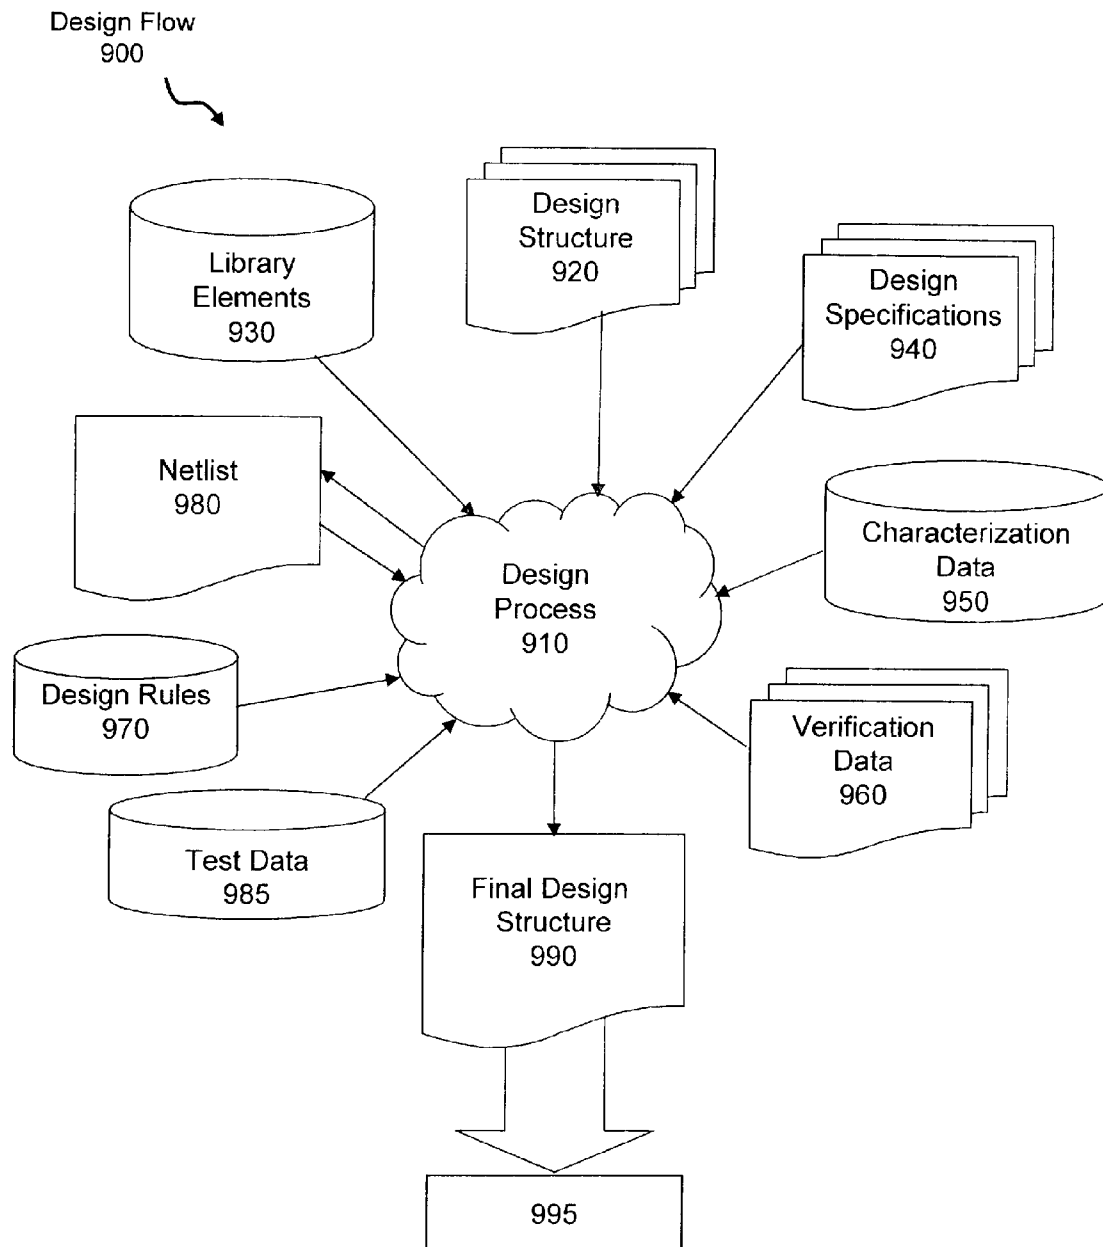 Design Flow
900
Design
Structure
920
Library
Elements
930
Design
Specifications
940
Netlist
980
Characterization
Data
950
Design
Process
910
Design Rules
970
Verification
Data
960
Test Data
985
Final Design
Structure
990
995